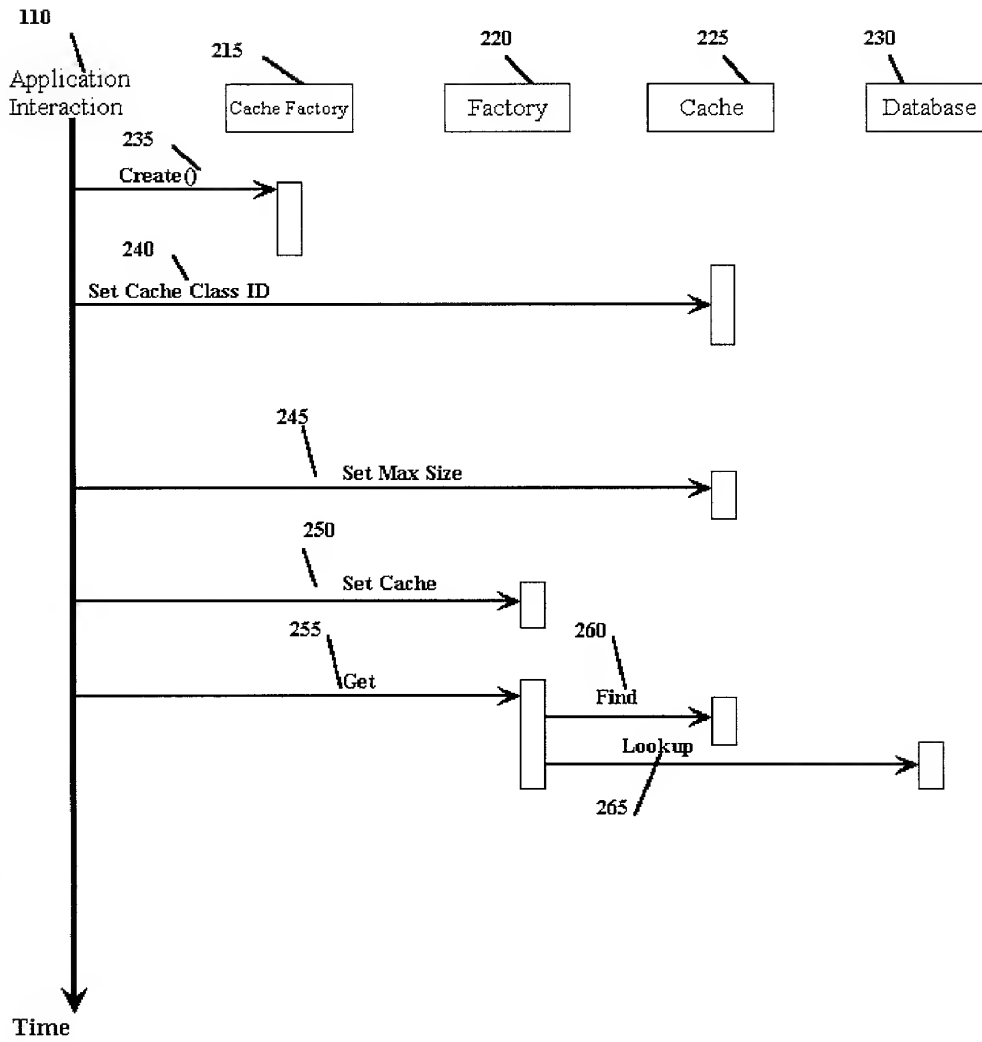 110
215
220
225
230
Application
Interaction
Cache Factory
Factory
Cache
Database
235
Create()
240
Set Cache Class ID
245
Set Max Size
250
Set Cache
255
260
Get
Find
Lookup
265
Time